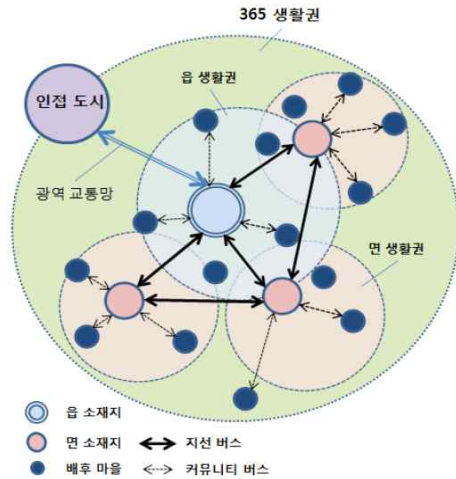 365 생활권
읍 생활권
인접 도시
광역 교통망
면 생활권
읍 소재지
면 소재지
지선 버스
배후 마을
커뮤니티 버스